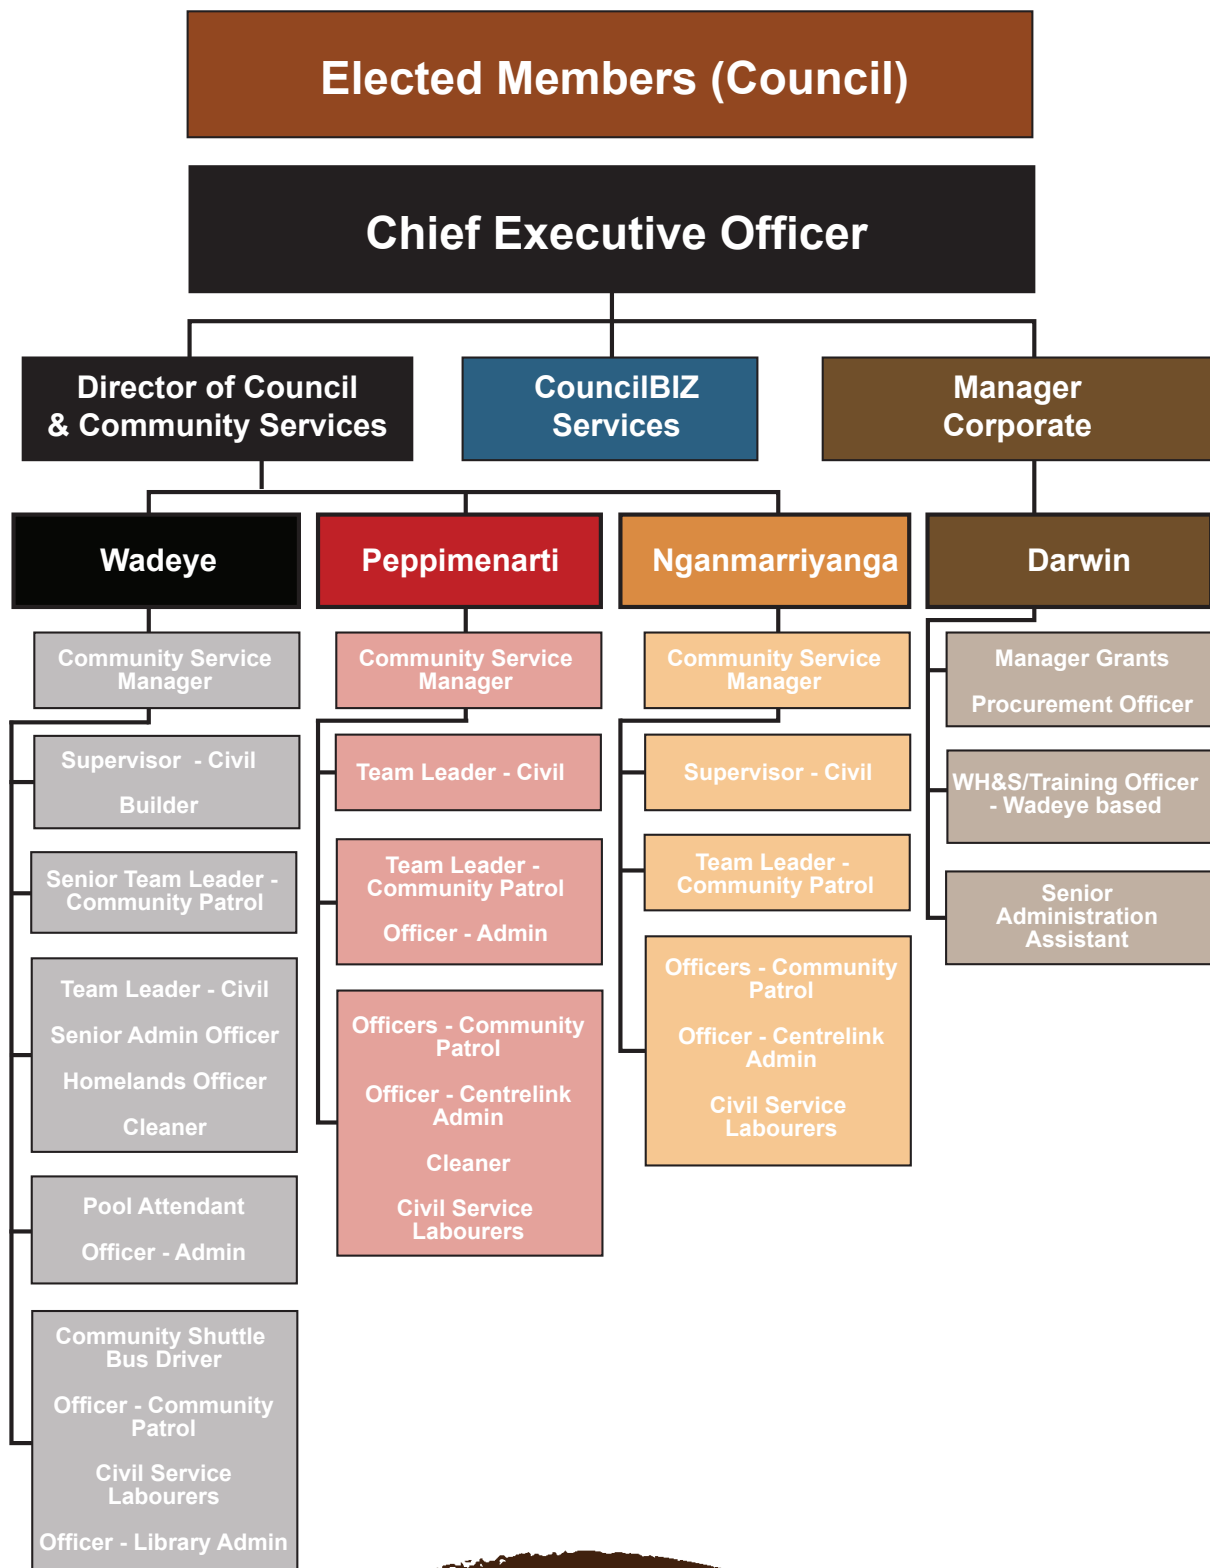 Elected Members (Council)
Chief Executive Officer
Director of Council
& Community Services
CouncilBIZ
Services
Manager
Corporate
Wadeye
Community Service
Manager
Supervisor - Civil
Builder
Senior Team Leader -
Community Patrol
Team Leader - Civil
Senior Admin Officer
Homelands Officer
Cleaner
Pool Attendant
Officer - Admin
Community Shuttle
Bus Driver
Officer - Community
Patrol
Civil Service
Labourers
Officer - Library Admin
Peppimenarti
Community Service
Manager
Team Leader - Civil
Team Leader -
Community Patrol
Officer - Admin
Officers - Community
Patrol
Officer - Centrelink
Admin
Cleaner
Civil Service
Labourers
Nganmarriyanga
Community Service
Manager
Supervisor - Civil
Team Leader -
Community Patrol
Officers - Community
Patrol
Officer - Centrelink
Admin
Civil Service
Labourers
Darwin
Manager Grants
Procurement Officer
WH&S/Training Officer
- Wadeye based
Senior
Administration
Assistant